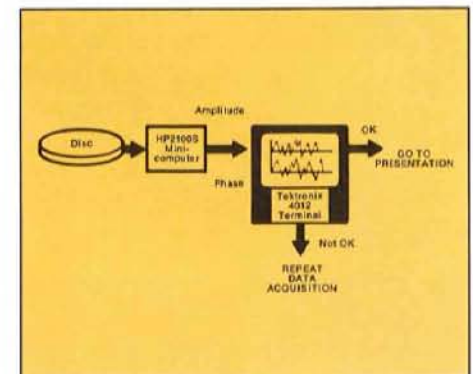 Amplitude
Disc
HP2100S
Mini-
computer
OK
GO TO
PRESENTATION
Phase
Tektronix
4012
Terminal
Not OK
REPEAT
DATA
ACQUISITION